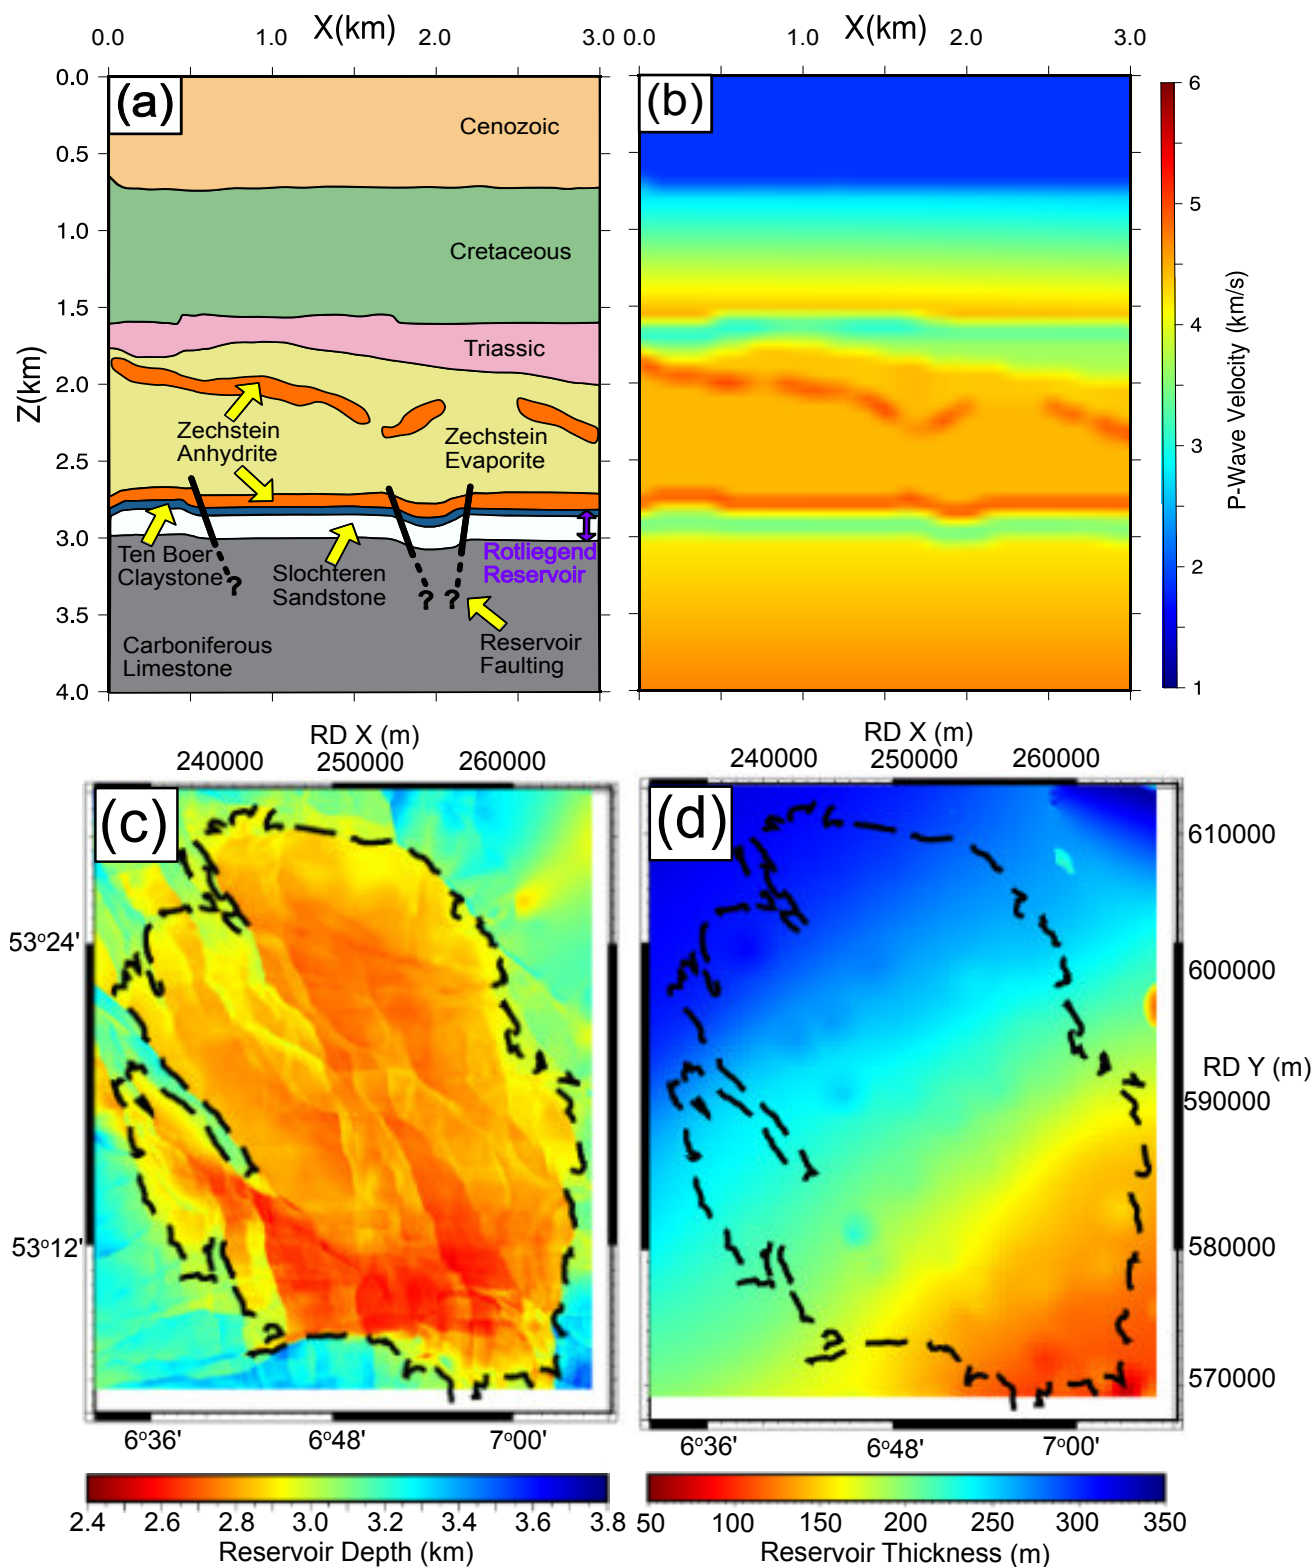 X(km)
0.0 1.0 2.0 3.0
X(km)
0.0 1.0 2.0 3.0
Z(km)
0.0
0.5
1.0
1.5
2.0
2.5
3.0
3.5
4.0
(a)
Cenozoic
Cretaceous
Triassic
Zechstein
Anhydrite
Zechstein
Evaporite
Ten Boer
Claystone
Slochteren
Sandstone
Rotliegend
Reservoir
? ? ?
Reservoir
Faulting
Carboniferous
Limestone
(b)
6
5
4
3
2
1
P-Wave Velocity (km/s)
RD X (m)
240000 250000 260000
(c)
53°24'
53°12'
6°36' 6°48' 7°00'
2.4 2.6 2.8 3.0 3.2 3.4 3.6 3.8
Reservoir Depth (km)
RD X (m)
240000 250000 260000
(d)
610000
600000
RD Y (m)
590000
580000
570000
6°36' 6°48' 7°00'
50 100 150 200 250 300 350
Reservoir Thickness (m)